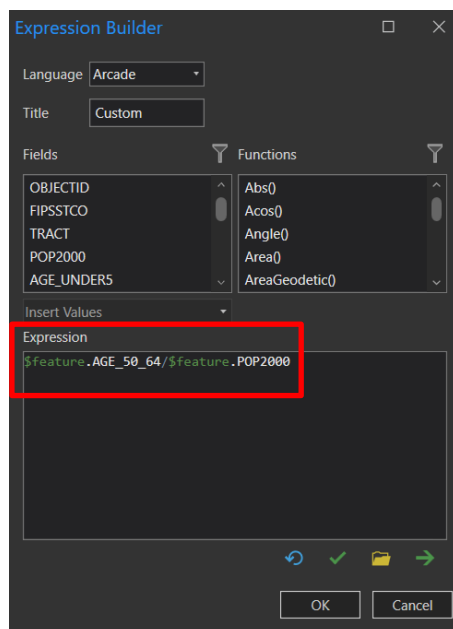 Expression Builder
Language Arcade
Title Custom
Fields
Functions
OBJECTID
FIPSSTCO
TRACT
POP2000
AGE_UNDER5
Abs()
Acos()
Angle()
Area()
AreaGeodetic()
Insert Values
Expression
$feature.AGE_50_64/$feature.POP2000
OK
Cancel